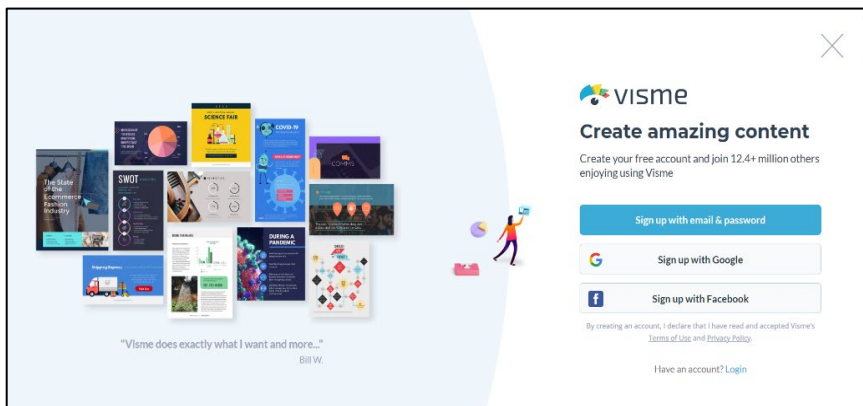 SCIENCE FAIR
COVID-19
COMMS
The State
of the
Ecommerce
Fashion
Industry
SWOT
DURING A
PANDEMIC
Shipping Express
"Visme does exactly what I want and more..."
Bill W.
VISME
Create amazing content
Create your free account and join 12.4+ million others
enjoying using Visme
Sign up with email & password
Sign up with Google
Sign up with Facebook
By creating an account, I declare that I have read and accepted Visme's
Terms of Use and Privacy Policy.
Have an account? Login